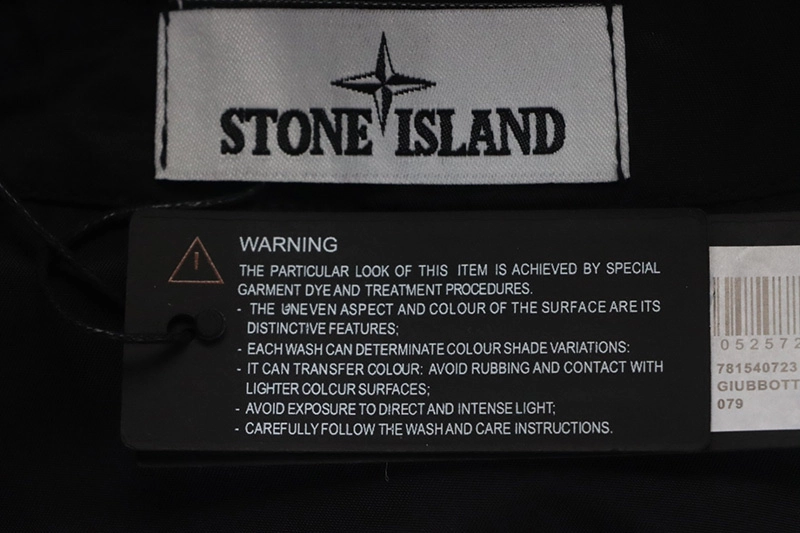 STONE ISLAND
WARNING
THE PARTICULAR LOOK OF THIS ITEM IS ACHIEVED BY SPECIAL
GARMENT DYE AND TREATMENT PROCEDURES.
- THE UNEVEN ASPECT AND COLOUR OF THE SURFACE ARE ITS
DISTINCTIVE FEATURES;
- EACH WASH CAN DETERMINATE COLOUR SHADE VARIATIONS:
- IT CAN TRANSFER COLOUR: AVOID RUBBING AND CONTACT WITH
LIGHTER COLCUR SURFACES;
- AVOID EXPOSURE TO DIRECT AND INTENSE LIGHT;
- CAREFULLY FOLLOW THE WASH AND CARE INSTRUCTIONS.
052572
781540723
GIUBBOTT
079